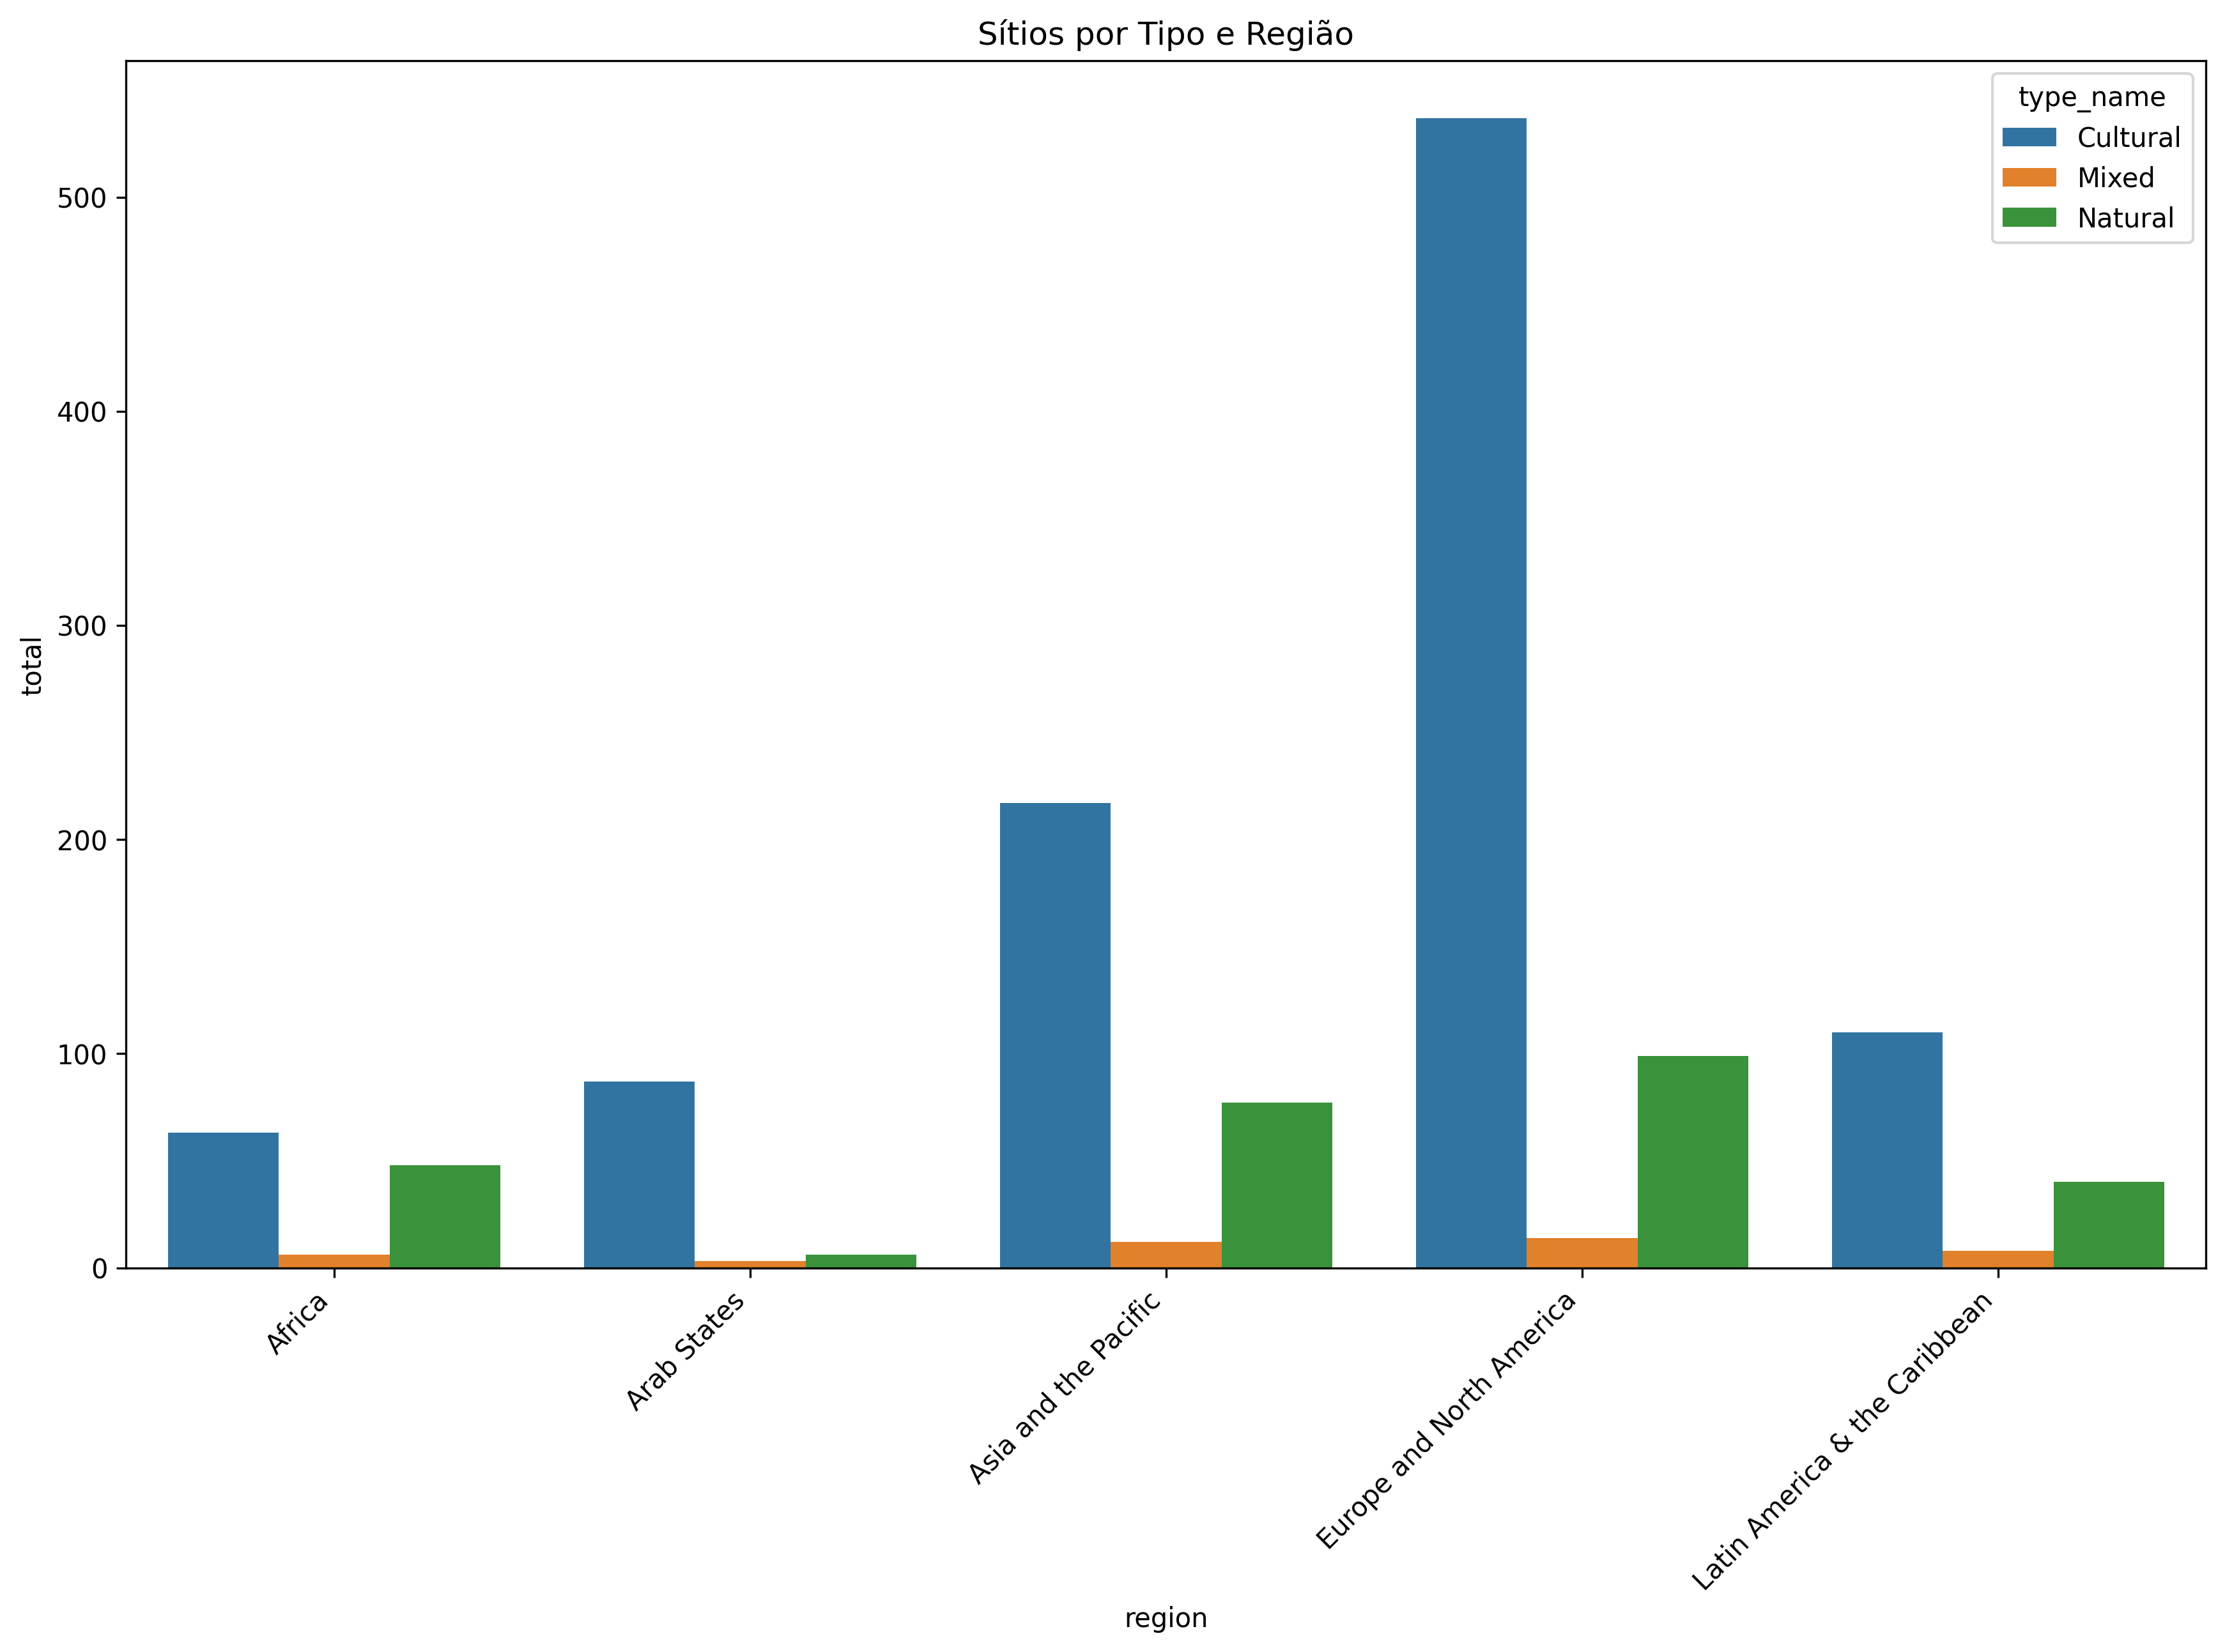 Sítios por Tipo e Região
type_name
Cultural
Mixed
Natural
total
500
400
300
200
100
0
Africa
Arab States
Asia and the Pacific
Europe and North America
Latin America & the Caribbean
region